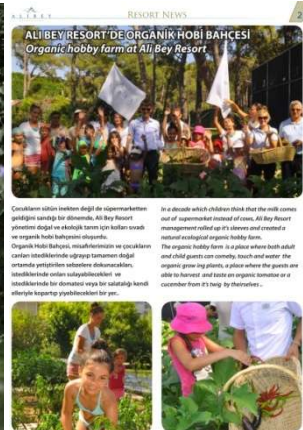 ALIBEY
RESORT NEWS
ALI BEY RESORT'DE ORGANİK HOBİ BAHÇESİ
Organic hobby farm at Ali Bey Resort
Çocukların sütün inekten değil de süpermarketten
geldiğini sandığı bir dönemde, Ali Bey Resort
yönetimi doğal ve ekolojik tarım için kolları sıvadı
ve organik hobi bahçesini oluşurdu.
Organik Hobi Bahçesi, misafirlerimizin ve çocukların
canları istediklerinde uğrayıp tamamen doğal
ortamda yetiştirilen sebzelere dokunacakları,
istediklerinde onları sulayabilecekleri ve
istediklerinde bir domatesi veya bir salatalığı kendi
elleriyle kopartıp yiyebilecekleri bir yer..
In a decade which children think that the milk comes
out of supermarket instead of cows, Ali Bey Resort
management rolled up it's sleeves and created a
natural ecological organic hobby farm.
The organic hobby farm is a place where both adult
and child guests can comeby, touch and water the
organic grow ing plants, a place where the guests are
able to harvest and taste an organic tomatoe or a
cucember from it's twig by theirselves ..